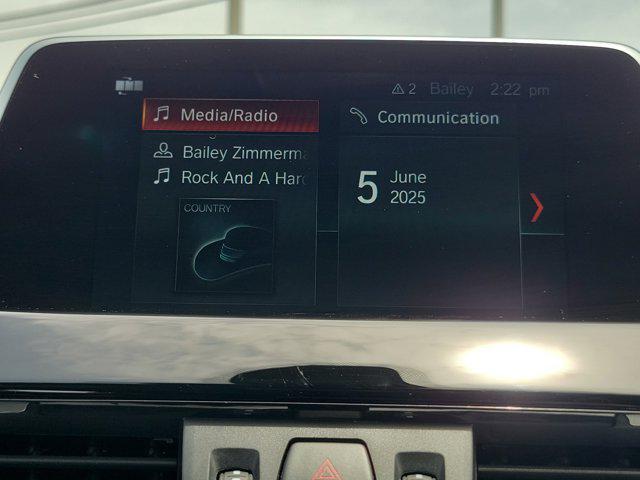 2 Bailey 2:22 pm
Media/Radio
Communication
Bailey Zimmerma
Rock And A Hard
5 June
2025
COUNTRY